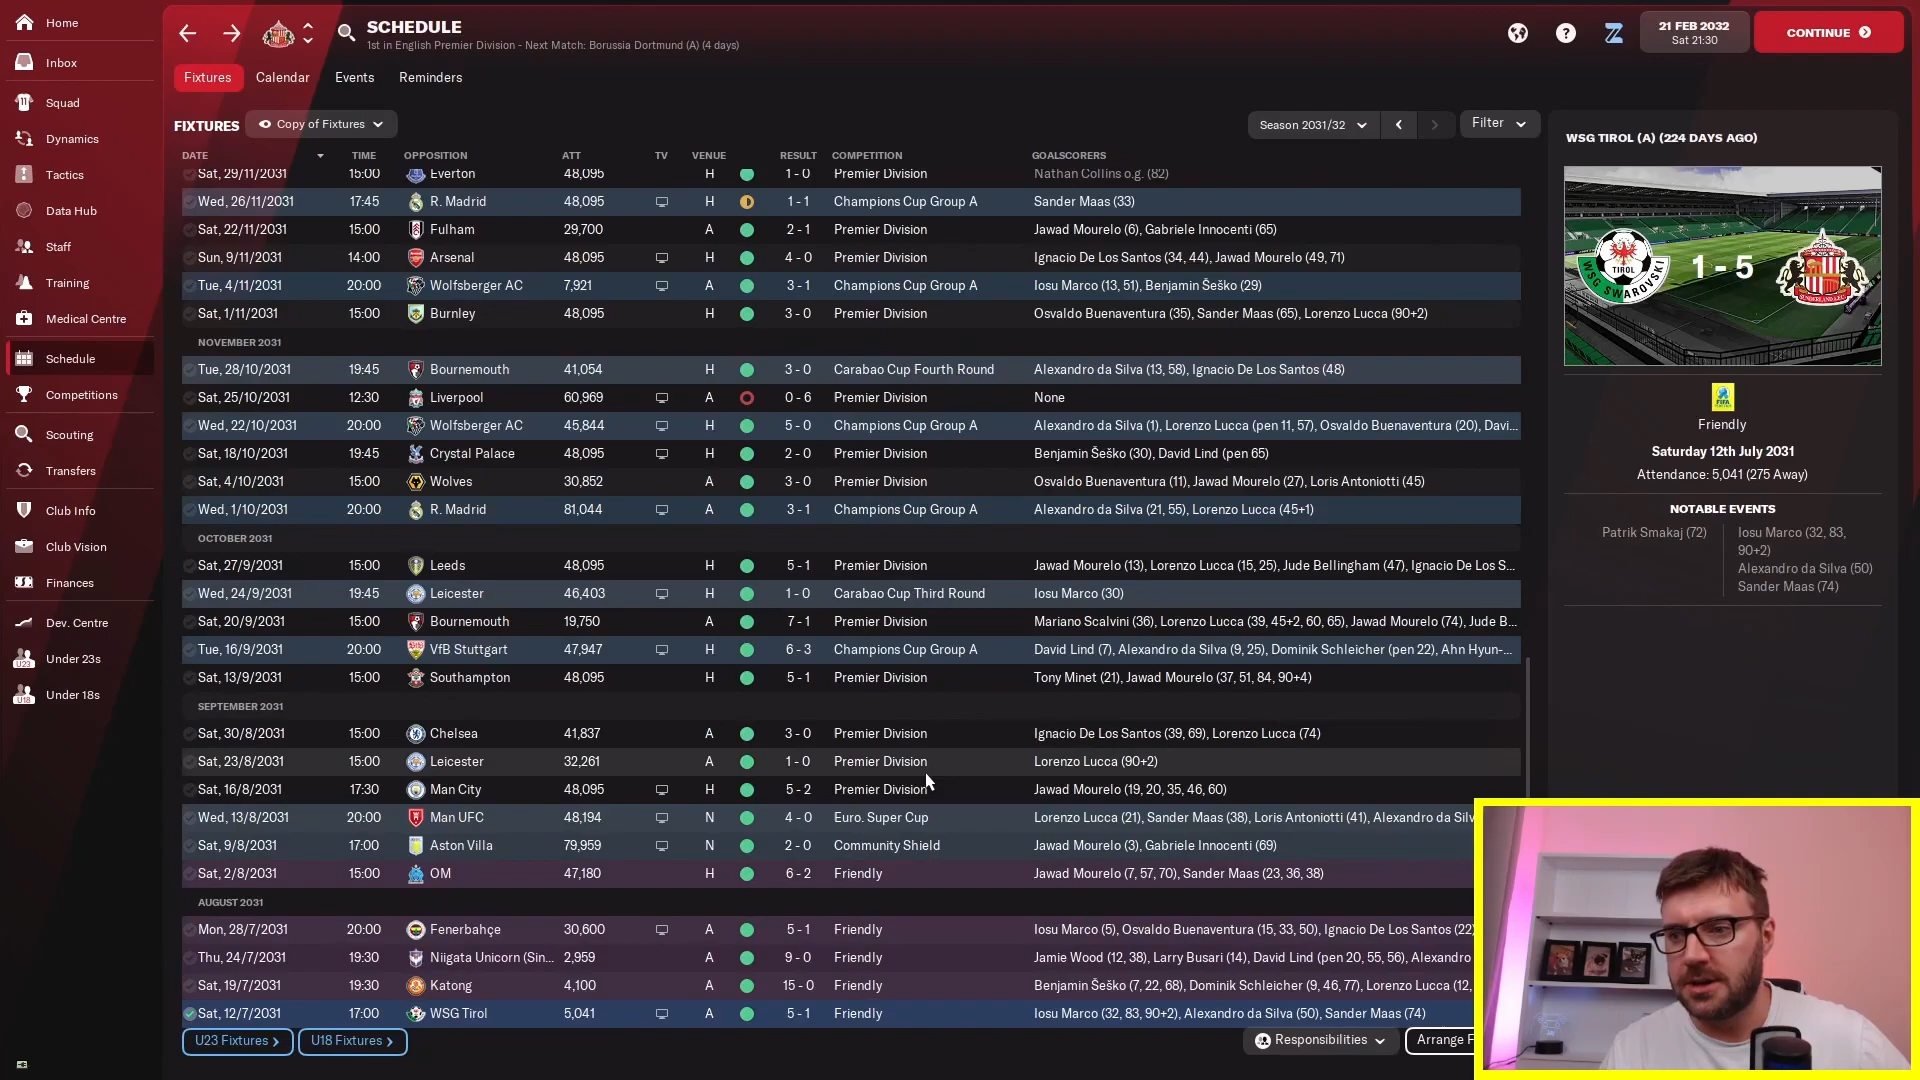 Home
Inbox
Squad
Dynamics
Tactics
Data Hub
Staff
Training
Medical Centre
Schedule
Competitions
Scouting
Transfers
Club Info
Club Vision
Finances
Dev. Centre
Under 23s
Under 18s
SCHEDULE
1st in English Premier Division - Next Match: Borussia Dortmund (A) (4 days)
21 FEB 2032
Sat 21:30
CONTINUE
Fixtures Calendar Events Reminders
FIXTURES Copy of Fixtures Season 2031/32 Filter
DATE TIME OPPOSITION ATT TV VENUE RESULT COMPETITION GOALSCORERS
Sat, 29/11/2031 15:00 Everton 48,095 H 1 - 0 Premier Division Nathan Collins o.g. (82)
Wed, 26/11/2031 17:45 R. Madrid 48,095 H 1 - 1 Champions Cup Group A Sander Maas (33)
Sat, 22/11/2031 15:00 Fulham 29,700 A 2 - 1 Premier Division Jawad Mourelo (6), Gabriele Innocenti (65)
Sun, 9/11/2031 14:00 Arsenal 48,095 H 4 - 0 Premier Division Ignacio De Los Santos (34, 44), Jawad Mourelo (49, 71)
Tue, 4/11/2031 20:00 Wolfsberger AC 7,921 A 3 - 1 Champions Cup Group A Iosu Marco (13, 51), Benjamin Šeško (29)
Sat, 1/11/2031 15:00 Burnley 48,095 H 3 - 0 Premier Division Osvaldo Buenaventura (35), Sander Maas (65), Lorenzo Lucca (90+2)
NOVEMBER 2031
Tue, 28/10/2031 19:45 Bournemouth 41,054 H 3 - 0 Carabao Cup Fourth Round Alexandro da Silva (13, 58), Ignacio De Los Santos (48)
Sat, 25/10/2031 12:30 Liverpool 60,969 A 0 - 6 Premier Division None
Wed, 22/10/2031 20:00 Wolfsberger AC 45,844 H 5 - 0 Champions Cup Group A Alexandro da Silva (1), Lorenzo Lucca (pen 11, 57), Osvaldo Buenaventura (20), Davi...
Sat, 18/10/2031 19:45 Crystal Palace 48,095 H 2 - 0 Premier Division Benjamin Šeško (30), David Lind (pen 65)
Sat, 4/10/2031 15:00 Wolves 30,852 A 3 - 0 Premier Division Osvaldo Buenaventura (11), Jawad Mourelo (27), Loris Antoniotti (45)
Wed, 1/10/2031 20:00 R. Madrid 81,044 A 3 - 1 Champions Cup Group A Alexandro da Silva (21, 55), Lorenzo Lucca (45+1)
OCTOBER 2031
Sat, 27/9/2031 15:00 Leeds 48,095 H 5 - 1 Premier Division Jawad Mourelo (13), Lorenzo Lucca (15, 25), Jude Bellingham (47), Ignacio De Los S...
Wed, 24/9/2031 19:45 Leicester 46,403 H 1 - 0 Carabao Cup Third Round Iosu Marco (30)
Sat, 20/9/2031 15:00 Bournemouth 19,750 A 7 - 1 Premier Division Mariano Scalvini (36), Lorenzo Lucca (39, 45+2, 60, 65), Jawad Mourelo (74), Jude B...
Tue, 16/9/2031 20:00 VfB Stuttgart 47,947 H 6 - 3 Champions Cup Group A David Lind (7), Alexandro da Silva (9, 25), Dominik Schleicher (pen 22), Ahn Hyun-...
Sat, 13/9/2031 15:00 Southampton 48,095 H 5 - 1 Premier Division Tony Minet (21), Jawad Mourelo (37, 51, 84, 90+4)
SEPTEMBER 2031
Sat, 30/8/2031 15:00 Chelsea 41,837 A 3 - 0 Premier Division Ignacio De Los Santos (39, 69), Lorenzo Lucca (74)
Sat, 23/8/2031 15:00 Leicester 32,261 A 1 - 0 Premier Division Lorenzo Lucca (90+2)
Sat, 16/8/2031 17:30 Man City 48,095 H 5 - 2 Premier Division Jawad Mourelo (19, 20, 35, 46, 60)
Wed, 13/8/2031 20:00 Man UFC 48,194 N 4 - 0 Euro. Super Cup Lorenzo Lucca (21), Sander Maas (38), Loris Antoniotti (41), Alexandro da Silv
Sat, 9/8/2031 17:00 Aston Villa 79,959 N 2 - 0 Community Shield Jawad Mourelo (3), Gabriele Innocenti (69)
Sat, 2/8/2031 15:00 OM 47,180 H 6 - 2 Friendly Jawad Mourelo (7, 57, 70), Sander Maas (23, 36, 38)
AUGUST 2031
Mon, 28/7/2031 20:00 Fenerbahçe 30,600 A 5 - 1 Friendly Iosu Marco (5), Osvaldo Buenaventura (15, 33, 50), Ignacio De Los Santos (22)
Thu, 24/7/2031 19:30 Niigata Unicorn (Sin... 2,959 A 9 - 0 Friendly Jamie Wood (12, 38), Larry Busari (14), David Lind (pen 20, 55, 56), Alexandro
Sat, 19/7/2031 19:30 Katong 4,100 A 15 - 0 Friendly Benjamin Šeško (7, 22, 68), Dominik Schleicher (9, 46, 77), Lorenzo Lucca (12,
Sat, 12/7/2031 17:00 WSG Tirol 5,041 A 5 - 1 Friendly Iosu Marco (32, 83, 90+2), Alexandro da Silva (50), Sander Maas (74)
U23 Fixtures U18 Fixtures Responsibilities Arrange F
WSG TIROL (A) (224 DAYS AGO)
TIROL
WSG SWAROVSKI
1 - 5
SUNDERLAND A.F.C.
Friendly
Saturday 12th July 2031
Attendance: 5,041 (275 Away)
NOTABLE EVENTS
Patrik Smakaj (72)
Iosu Marco (32, 83,
90+2)
Alexandro da Silva (50)
Sander Maas (74)